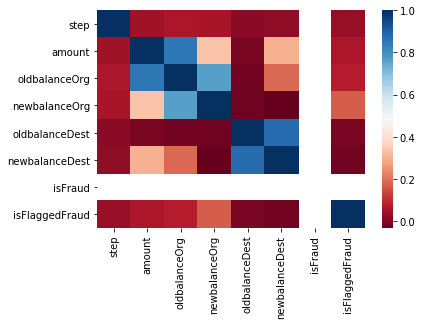 step
amount
oldbalanceOrg
newbalanceOrg
oldbalanceDest
newbalanceDest
isFraud
isFlaggedFraud
step
amount
oldbalanceOrg
newbalanceOrg
oldbalanceDest
newbalanceDest
isFraud
isFlaggedFraud
1.0
0.8
0.6
0.4
0.2
0.0